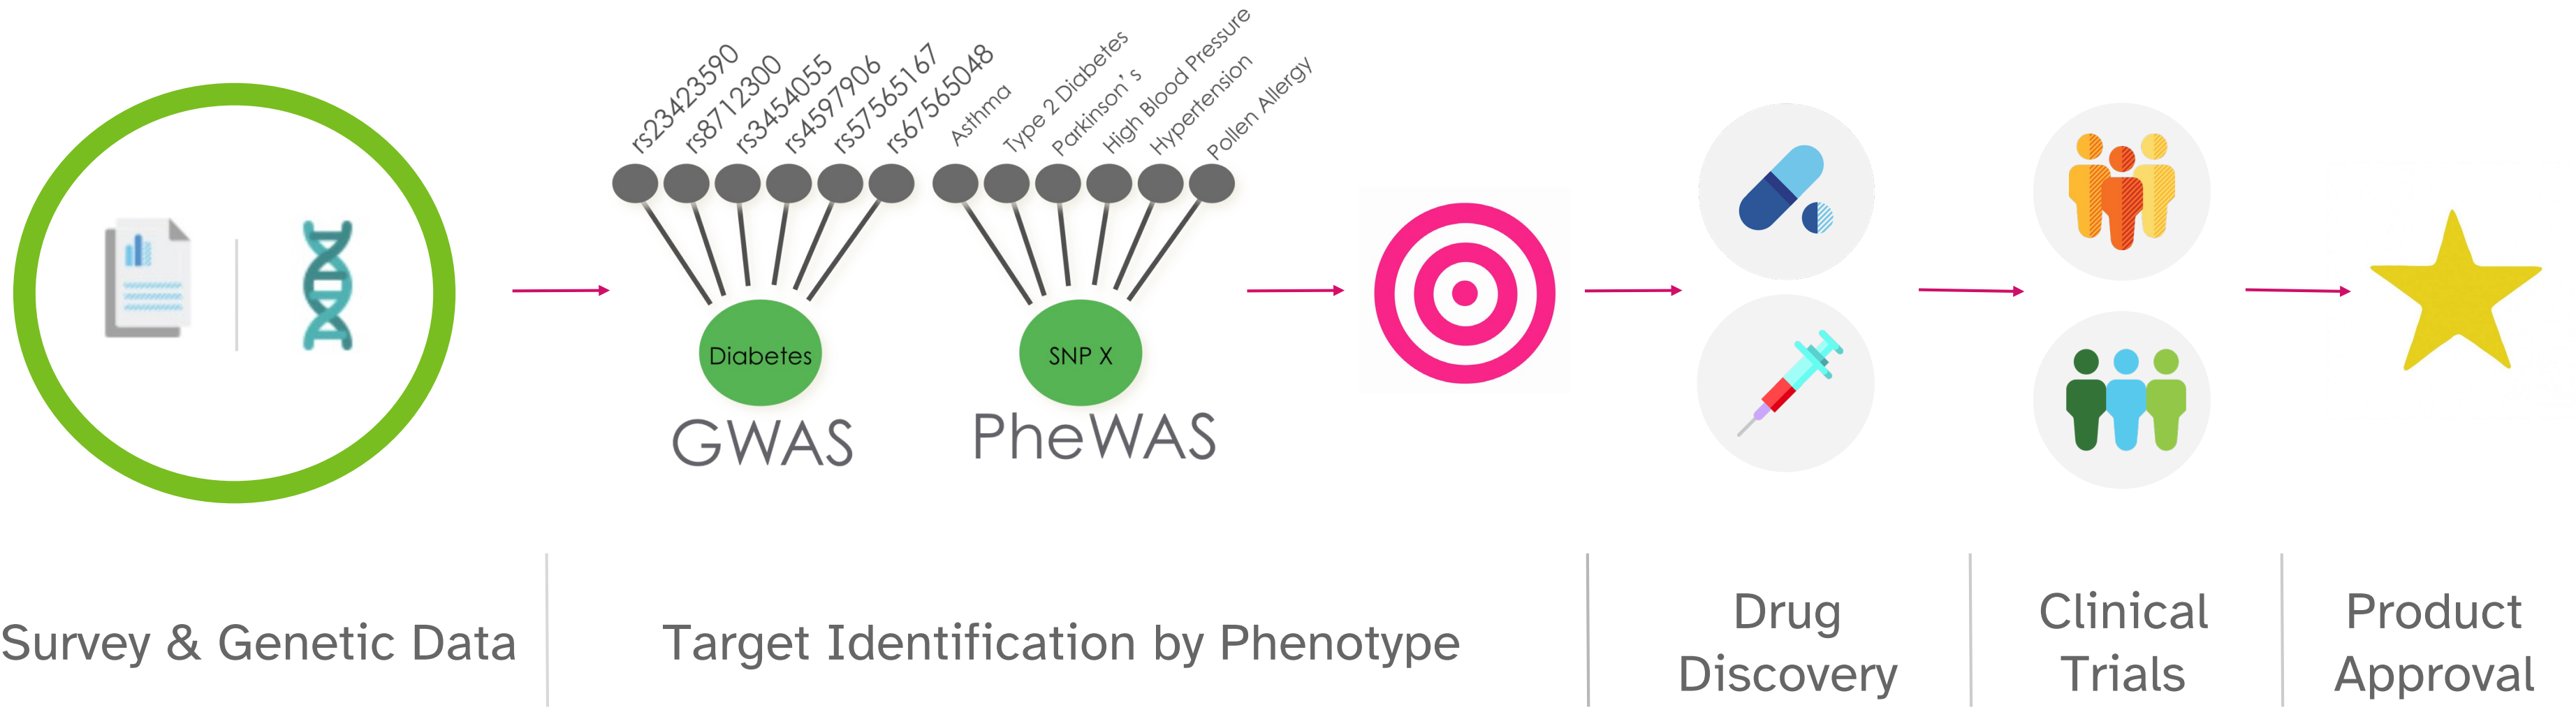 rs23423590
rs8712300
rs3454055
rs4597906
rs57565167
rs67565048
Asthma
Type 2 Diabetes
Parkinson's
High Blood Pressure
Hypertension
Pollen Allergy
Diabetes
SNP X
GWAS
PheWAS
Survey & Genetic Data
Target Identification by Phenotype
Drug
Discovery
Clinical
Trials
Product
Approval